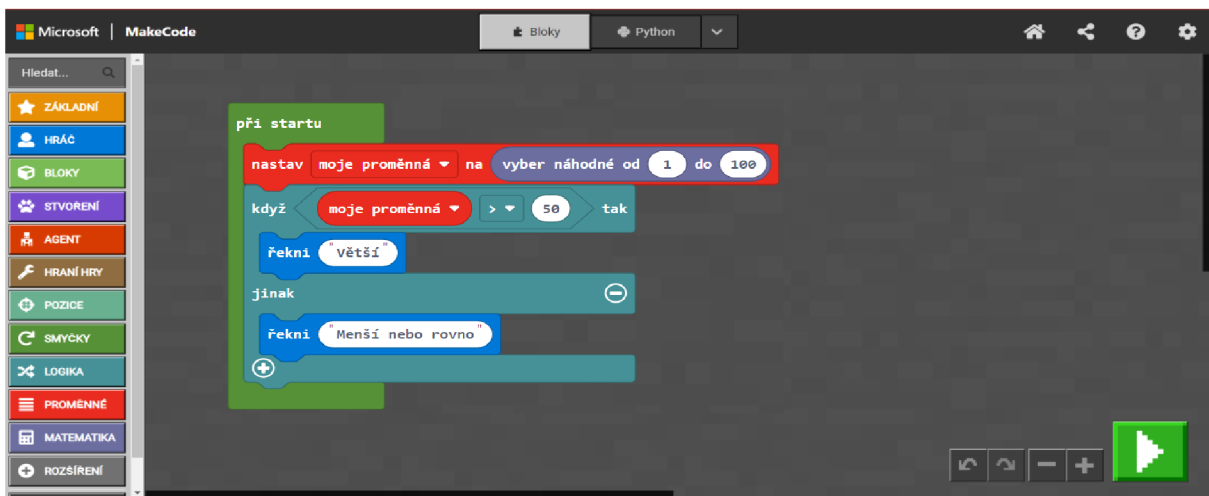 Microsoft | MakeCode
Bloky
Python
Hledat...
ZÁKLADNÍ
HRÁČ
BLOKY
STVOŘENÍ
AGENT
HRANÍ HRY
POZICE
SMYČKY
LOGIKA
PROMĚNNÉ
MATEMATIKA
ROZŠÍŘENÍ
při startu
nastav moje proměnná na vyber náhodné od 1 do 100
když moje proměnná > 50 tak
řekni "Větší"
jinak
řekni "Menší nebo rovno"